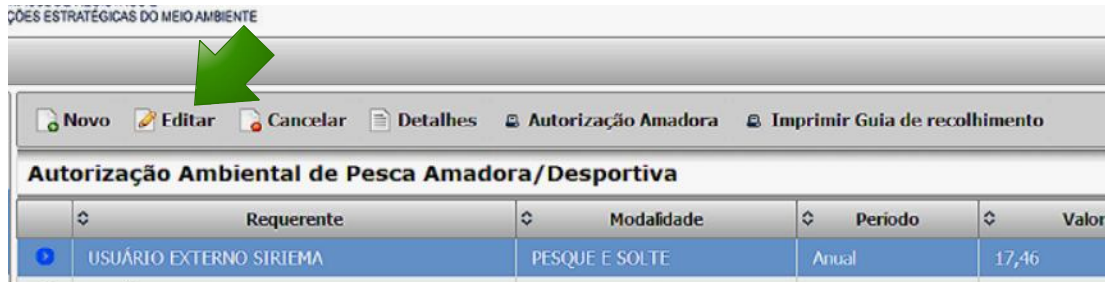 ÇÕES ESTRATÉGICAS DO MEIO AMBIENTE
Novo Editar Cancelar Detalhes Autorização Amadora Imprimir Guia de recolhimento
Autorização Ambiental de Pesca Amadora/Desportiva
Requerente Modalidade Período Valor
USUÁRIO EXTERNO SIRIEMA PESQUE E SOLTE Anual 17,46